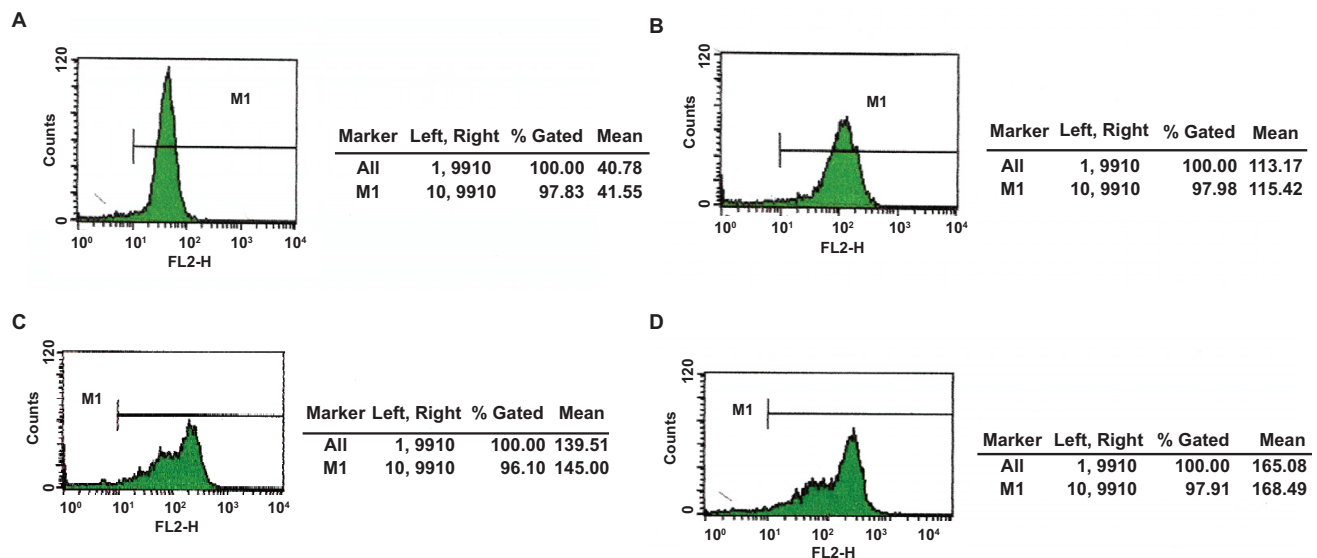 A
120
Counts
0
M1
10⁰ 10¹ 10² 10³ 10⁴
FL2-H
Marker Left, Right % Gated Mean
All 1, 9910 100.00 40.78
M1 10, 9910 97.83 41.55
B
120
Counts
0
M1
10⁰ 10¹ 10² 10³ 10⁴
FL2-H
Marker Left, Right % Gated Mean
All 1, 9910 100.00 113.17
M1 10, 9910 97.98 115.42
C
120
Counts
0
M1
10⁰ 10¹ 10² 10³ 10⁴
FL2-H
Marker Left, Right % Gated Mean
All 1, 9910 100.00 139.51
M1 10, 9910 96.10 145.00
D
120
Counts
0
M1
10⁰ 10¹ 10² 10³ 10⁴
FL2-H
Marker Left, Right % Gated Mean
All 1, 9910 100.00 165.08
M1 10, 9910 97.91 168.49